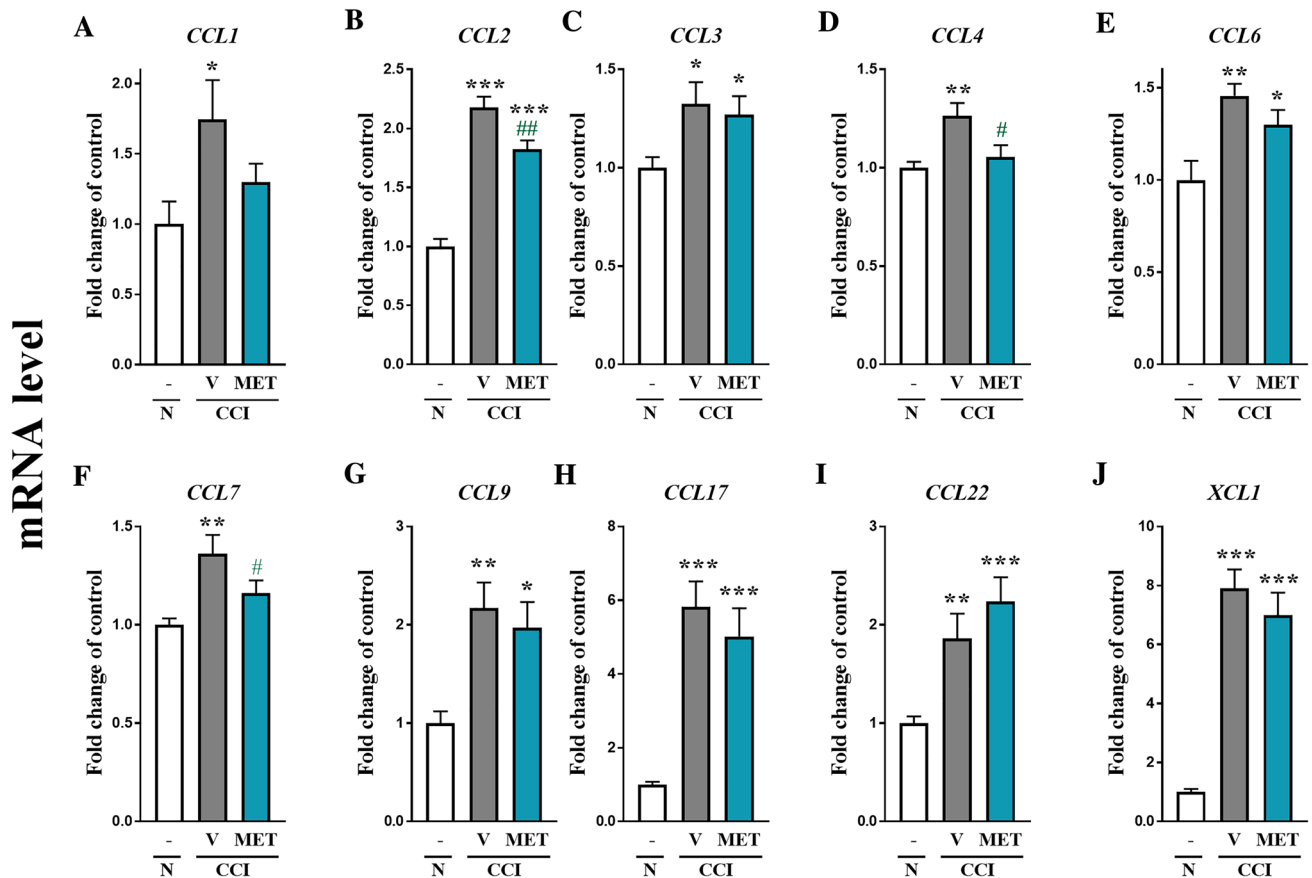 mRNA level
A
CCL1
*
Fold change of control
2.0
1.5
1.0
0.5
0.0
- V MET
N CCI
B
CCL2
***
***
##
Fold change of control
2.5
2.0
1.5
1.0
0.5
0.0
- V MET
N CCI
C
CCL3
* *
Fold change of control
1.5
1.0
0.5
0.0
- V MET
N CCI
D
CCL4
**
#
Fold change of control
1.5
1.0
0.5
0.0
- V MET
N CCI
E
CCL6
**
*
Fold change of control
1.5
1.0
0.5
0.0
- V MET
N CCI
F
CCL7
**
#
Fold change of control
1.5
1.0
0.5
0.0
- V MET
N CCI
G
CCL9
**
*
Fold change of control
3
2
1
0.0
- V MET
N CCI
H
CCL17
***
***
Fold change of control
8
6
4
2
0.0
- V MET
N CCI
I
CCL22
***
**
Fold change of control
3
2
1
0.0
- V MET
N CCI
J
XCL1
***
***
Fold change of control
10
8
6
4
2
0.0
- V MET
N CCI